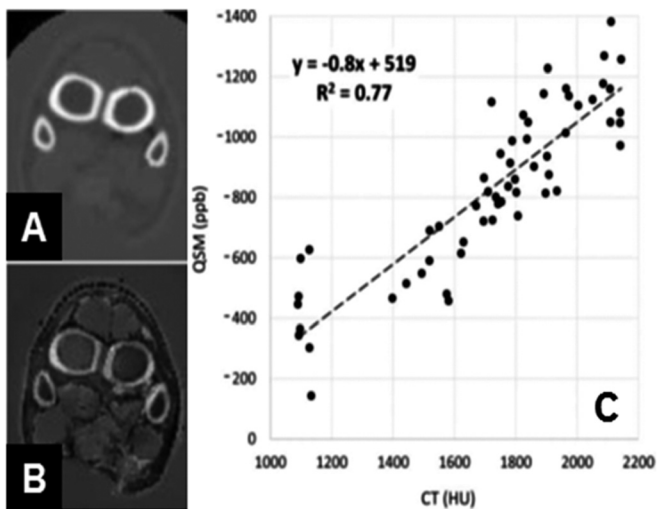 A
B
y = -0.8x + 519
R² = 0.77
QSM (ppb)
-1400
-1200
-1000
-800
-600
-400
-200
0
1000 1200 1400 1600 1800 2000 2200
CT (HU)
C